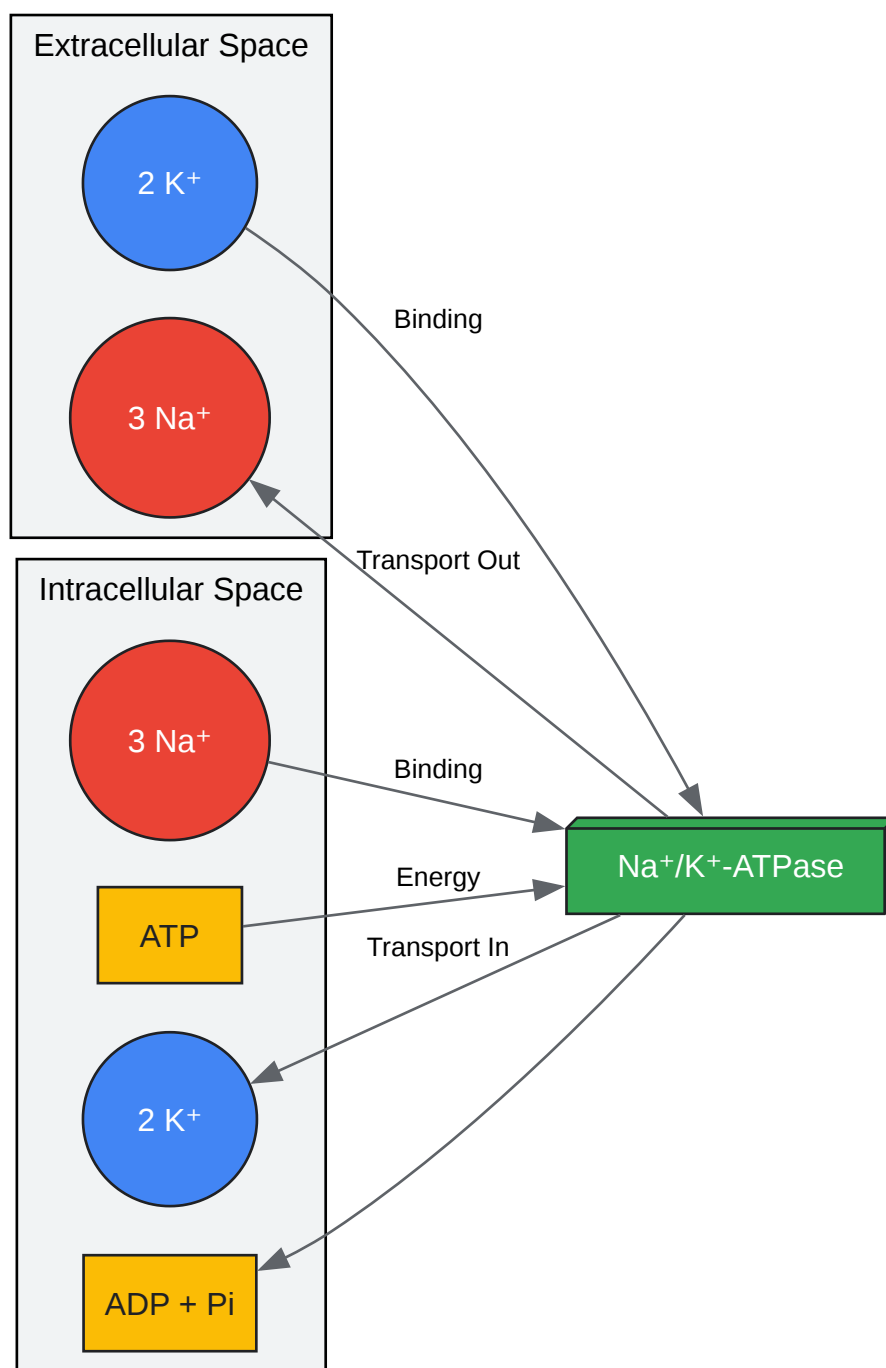 Extracellular Space
2 K⁺
Binding
3 Na⁺
Transport Out
Intracellular Space
3 Na⁺
Binding
Na⁺/K⁺-ATPase
Energy
ATP
Transport In
2 K⁺
ADP + Pi